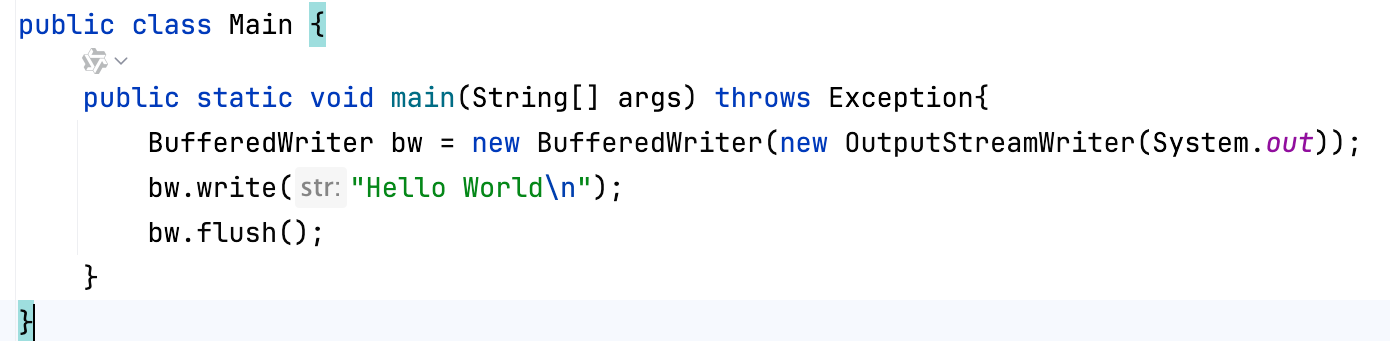 public class Main {
public static void main(String[] args) throws Exception{
BufferedWriter bw = new BufferedWriter(new OutputStreamWriter(System.out));
bw.write( str: "Hello World\n");
bw.flush();
}
}